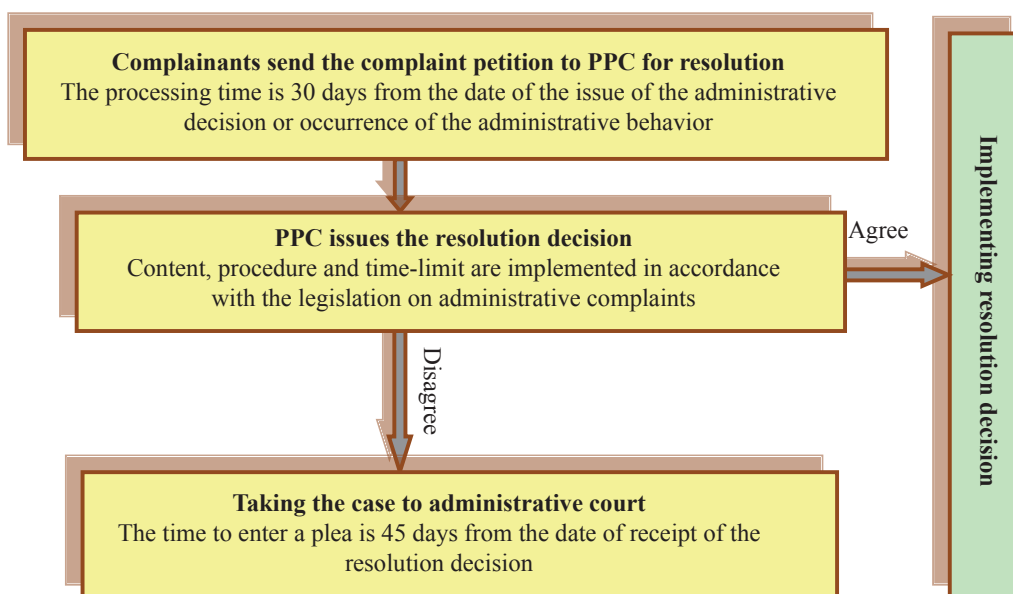 Complainants send the complaint petition to PPC for resolution
The processing time is 30 days from the date of the issue of the administrative
decision or occurrence of the administrative behavior
PPC issues the resolution decision
Content, procedure and time-limit are implemented in accordance
with the legislation on administrative complaints
Agree
Implementing resolution decision
Disagree
Taking the case to administrative court
The time to enter a plea is 45 days from the date of receipt of the
resolution decision